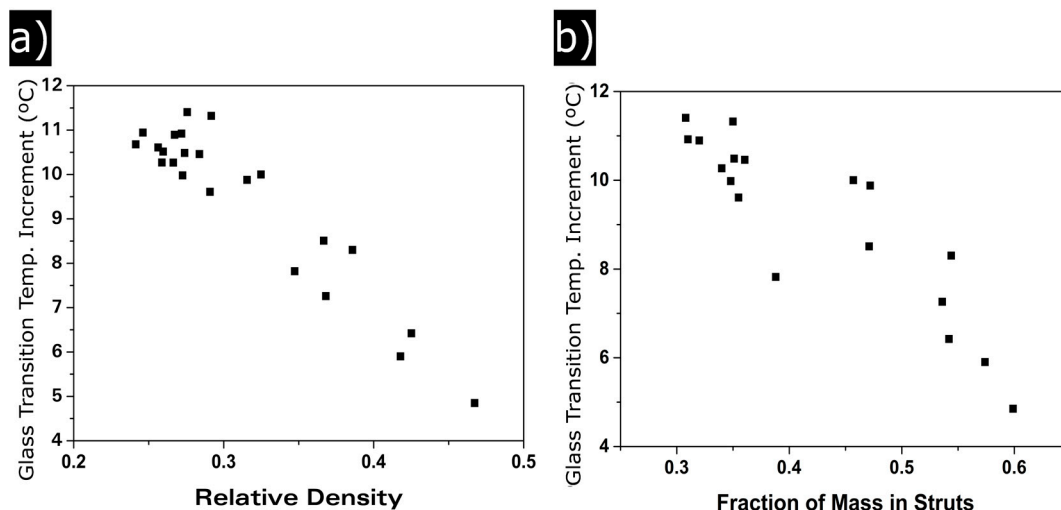 a)
Glass Transition Temp. Increment (ºC)
12
11
10
9
8
7
6
5
4
0.2 0.3 0.4 0.5
Relative Density
b)
Glass Transition Temp. Increment (ºC)
12
10
8
6
4
0.3 0.4 0.5 0.6
Fraction of Mass in Struts